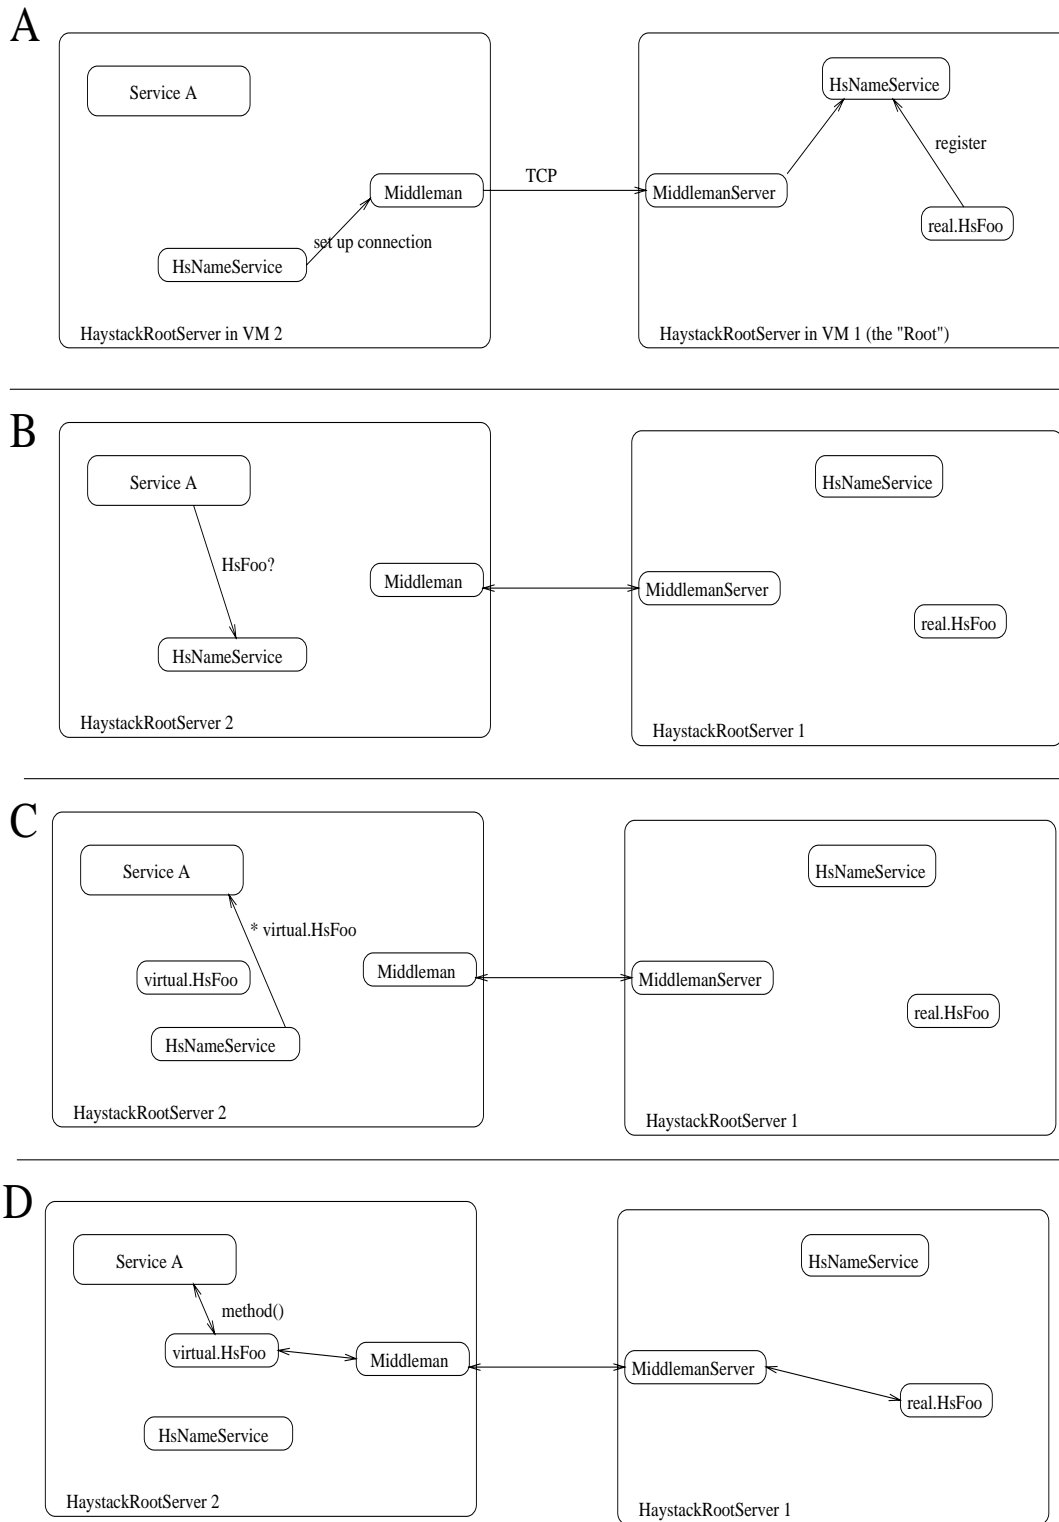 A
Service A
HsNameService
register
TCP
Middleman
MiddlemanServer
real.HsFoo
set up connection
HsNameService
HaystackRootServer in VM 2
HaystackRootServer in VM 1 (the "Root")
B
Service A
HsNameService
HsFoo?
Middleman
MiddlemanServer
real.HsFoo
HsNameService
HaystackRootServer 2
HaystackRootServer 1
C
Service A
HsNameService
* virtual.HsFoo
virtual.HsFoo
Middleman
MiddlemanServer
real.HsFoo
HsNameService
HaystackRootServer 2
HaystackRootServer 1
D
Service A
HsNameService
method()
virtual.HsFoo
Middleman
MiddlemanServer
real.HsFoo
HsNameService
HaystackRootServer 2
HaystackRootServer 1